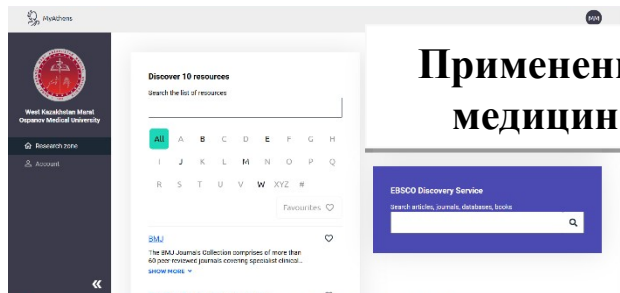 MyAthens
MM
West Kazakhstan Marat
Ospanov Medical University
Research zone
Account
Discover 10 resources
Search the list of resources
All A B C D E F G H
I J K L M N O P Q
R S T U V W XYZ #
Favourites
BMJ
The BMJ Journals Collection comprises of more than
60 peer reviewed journals covering specialist clinical...
SHOW MORE
Применени
медицин
EBSCO Discovery Service
Search articles, journals, databases, books